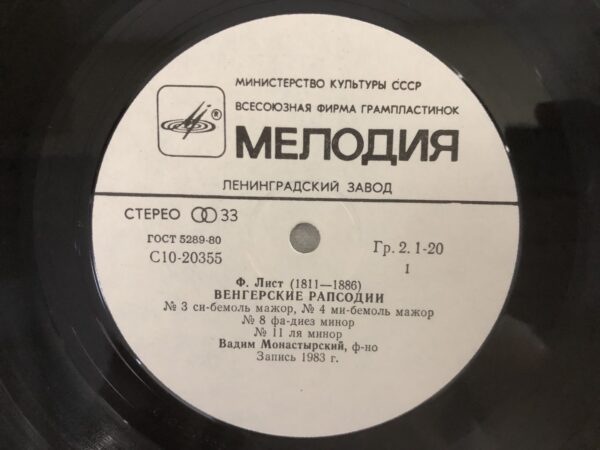 МИНИСТЕРСТВО КУЛЬТУРЫ СССР
ВСЕСОЮЗНАЯ ФИРМА ГРАМПЛАСТИНОК
®
МЕЛОДИЯ
ЛЕНИНГРАДСКИЙ ЗАВОД
СТЕРЕО 33
ГОСТ 5289-80
С10-20355
Гр. 2. 1-20
1
Ф. Лист (1811—1886)
ВЕНГЕРСКИЕ РАПСОДИИ
№ 3 си-бемоль мажор, № 4 ми-бемоль мажор
№ 8 фа-диез минор
№ 11 ля минор
Вадим Монастырский, ф-но
Запись 1983 г.